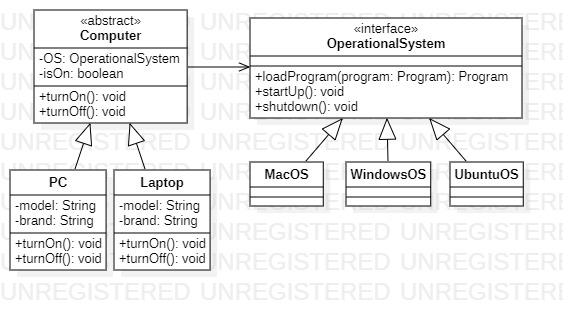 «abstract»
Computer
-OS: OperationalSystem
-isOn: boolean
+turnOn(): void
+turnOff(): void
«interface»
OperationalSystem
+loadProgram(program: Program): Program
+startUp(): void
+shutdown(): void
PC
-model: String
-brand: String
+turnOn(): void
+turnOff(): void
Laptop
-model: String
-brand: String
+turnOn(): void
+turnOff(): void
MacOS
WindowsOS
UbuntuOS
UNREGISTERED UNREGISTERED UNREGISTERED